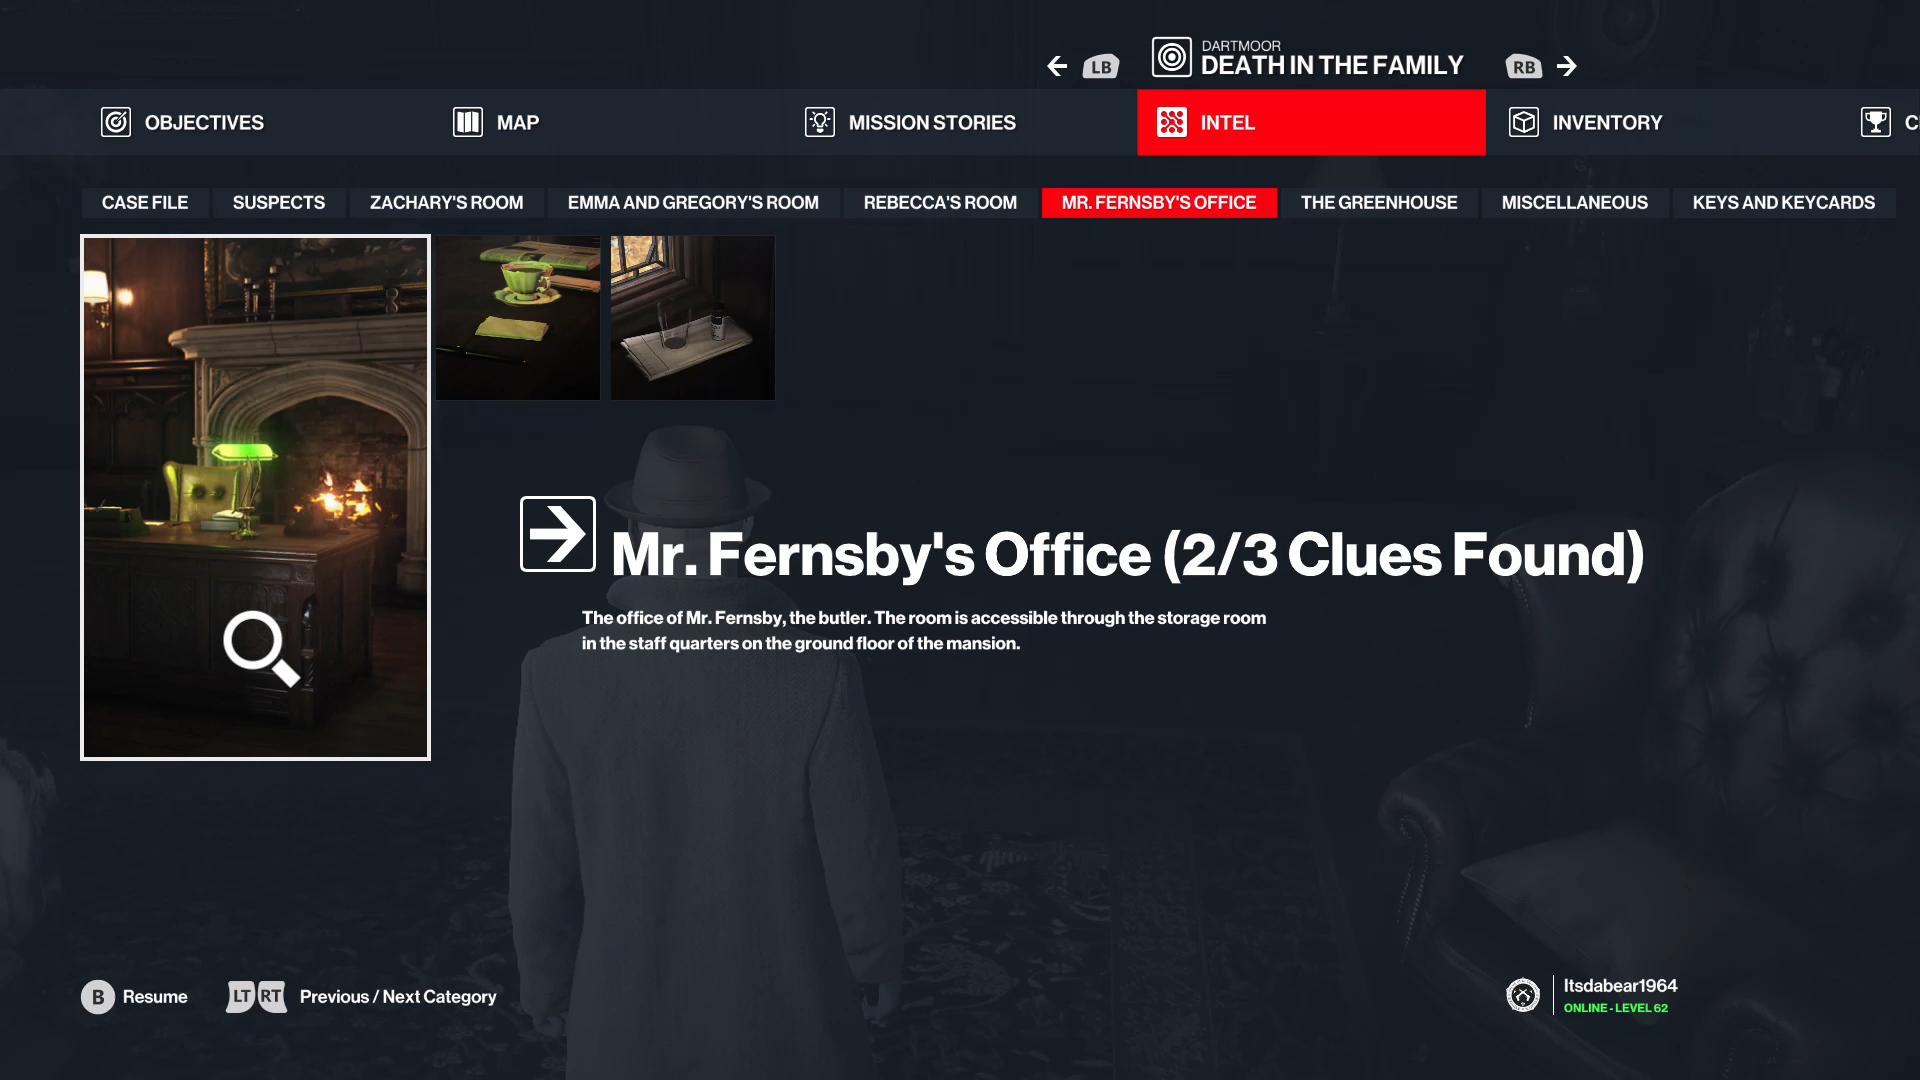 LB
DARTMOOR
DEATH IN THE FAMILY
RB
OBJECTIVES
MAP
MISSION STORIES
INTEL
INVENTORY
CASE FILE
SUSPECTS
ZACHARY'S ROOM
EMMA AND GREGORY'S ROOM
REBECCA'S ROOM
MR. FERNSBY'S OFFICE
THE GREENHOUSE
MISCELLANEOUS
KEYS AND KEYCARDS
Mr. Fernsby's Office (2/3 Clues Found)
The office of Mr. Fernsby, the butler. The room is accessible through the storage room
in the staff quarters on the ground floor of the mansion.
B Resume
LT RT Previous / Next Category
Itsdabear1964
ONLINE - LEVEL 62